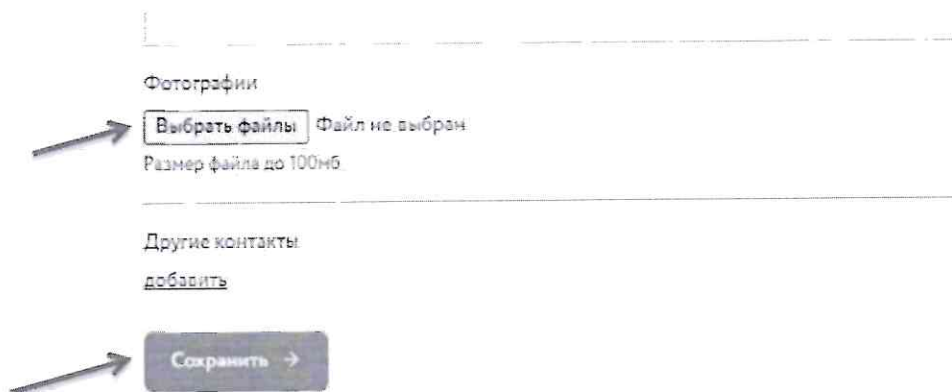 Фотографии
Выбрать файлы Файл не выбран
Размер файла до 100мб
Другие контакты
добавить
Сохранить →